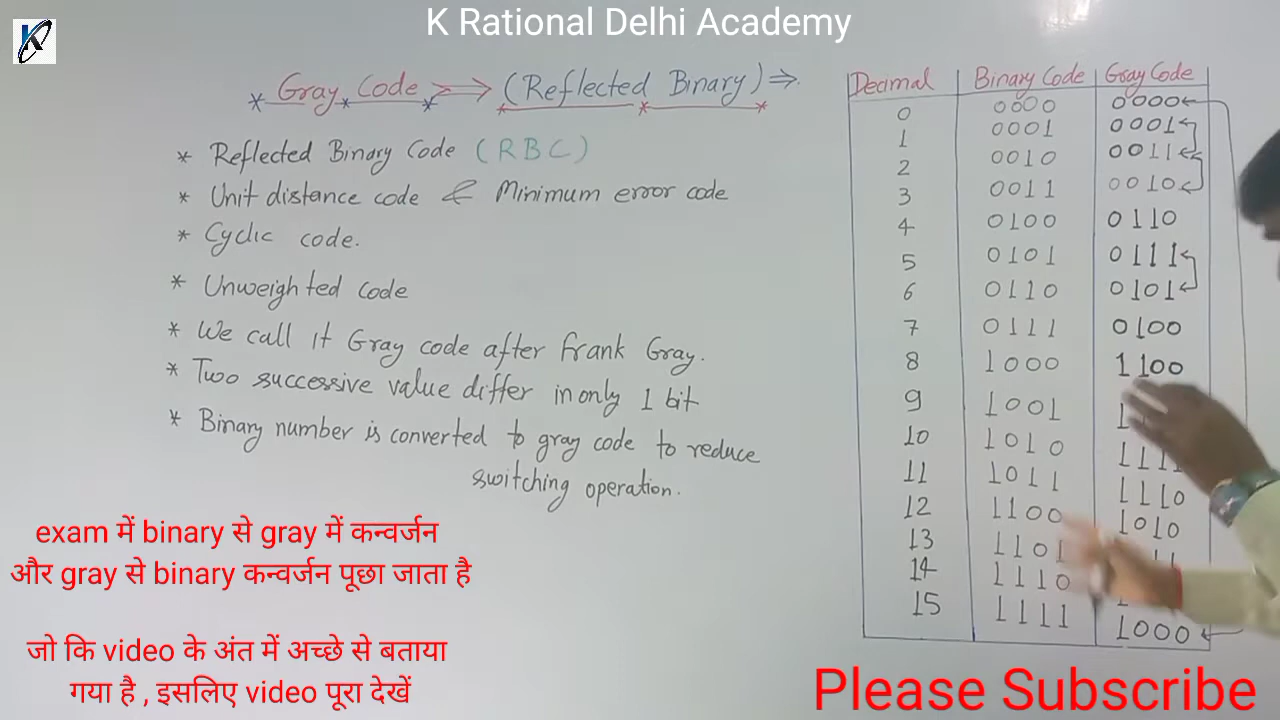 K Rational Delhi Academy
K
Gray Code ⇒ (Reflected Binary) ⇒
* Reflected Binary Code (RBC)
* Unit distance code & Minimum error code
* Cyclic code.
* Unweighted code
* We call it Gray code after Frank Gray.
* Two successive value differ in only 1 bit
* Binary number is converted to gray code to reduce
switching operation.
Decimal Binary Code Gray Code
0 0000 0000
1 0001 0001
2 0010 0011
3 0011 0010
4 0100 0110
5 0101 0111
6 0110 0101
7 0111 0100
8 1000 1100
9 1001
10 1010 1111
11 1011 1110
12 1100 1010
13 1101
14 1110
15 1111 1000
exam में binary से gray में कन्वर्जन
और gray से binary कन्वर्जन पूछा जाता है
जो कि video के अंत में अच्छे से बताया
गया है , इसलिए video पूरा देखें
Please Subscribe